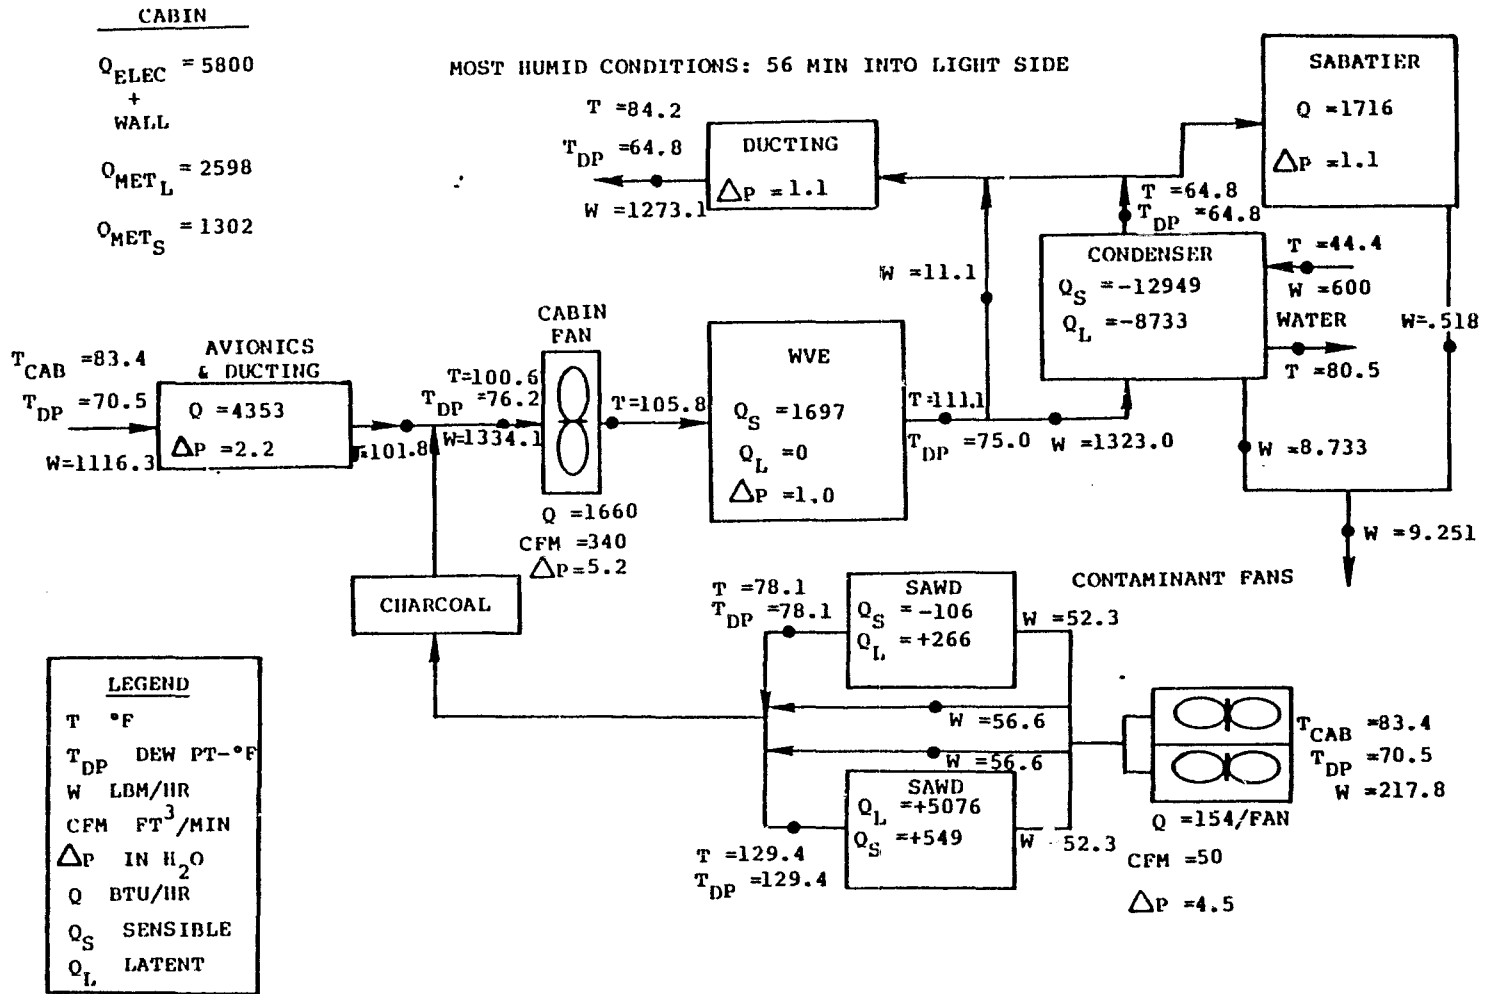 CABIN
Q_ELEC = 5800
+
WALL
Q_MET_L = 2598
Q_MET_S = 1302
MOST HUMID CONDITIONS: 56 MIN INTO LIGHT SIDE
T =84.2
T_DP =64.8
W =1273.1
DUCTING
ΔP = 1.1
SABATIER
Q =1716
ΔP =1.1
T =64.8
T_DP =64.8
W =11.1
CONDENSER
Q_S =-12949
Q_L =-8733
T =44.4
W =600
WATER
T =80.5
W=.518
T_CAB =83.4
T_DP =70.5
W=1116.3
AVIONICS
& DUCTING
Q =4353
ΔP =2.2
T=101.8
T=100.6
T_DP =76.2
W=1334.1
CABIN
FAN
Q =1660
CFM =340
ΔP=5.2
T=105.8
WVE
Q_S =1697
Q_L =0
ΔP =1.0
T=111.1
T_DP =75.0
W =1323.0
W =8.733
W =9.251
CHARCOAL
T =78.1
T_DP =78.1
SAWD
Q_S = -106
Q_L = +266
W =52.3
CONTAMINANT FANS
W =56.6
W =56.6
SAWD
Q_L =+5076
Q_S =+549
W =52.3
T =129.4
T_DP =129.4
T_CAB =83.4
T_DP =70.5
W =217.8
Q =154/FAN
CFM =50
ΔP =4.5
LEGEND
T °F
T_DP DEW PT-°F
W LBM/HR
CFM FT³/MIN
ΔP IN H₂O
Q BTU/HR
Q_S SENSIBLE
Q_L LATENT